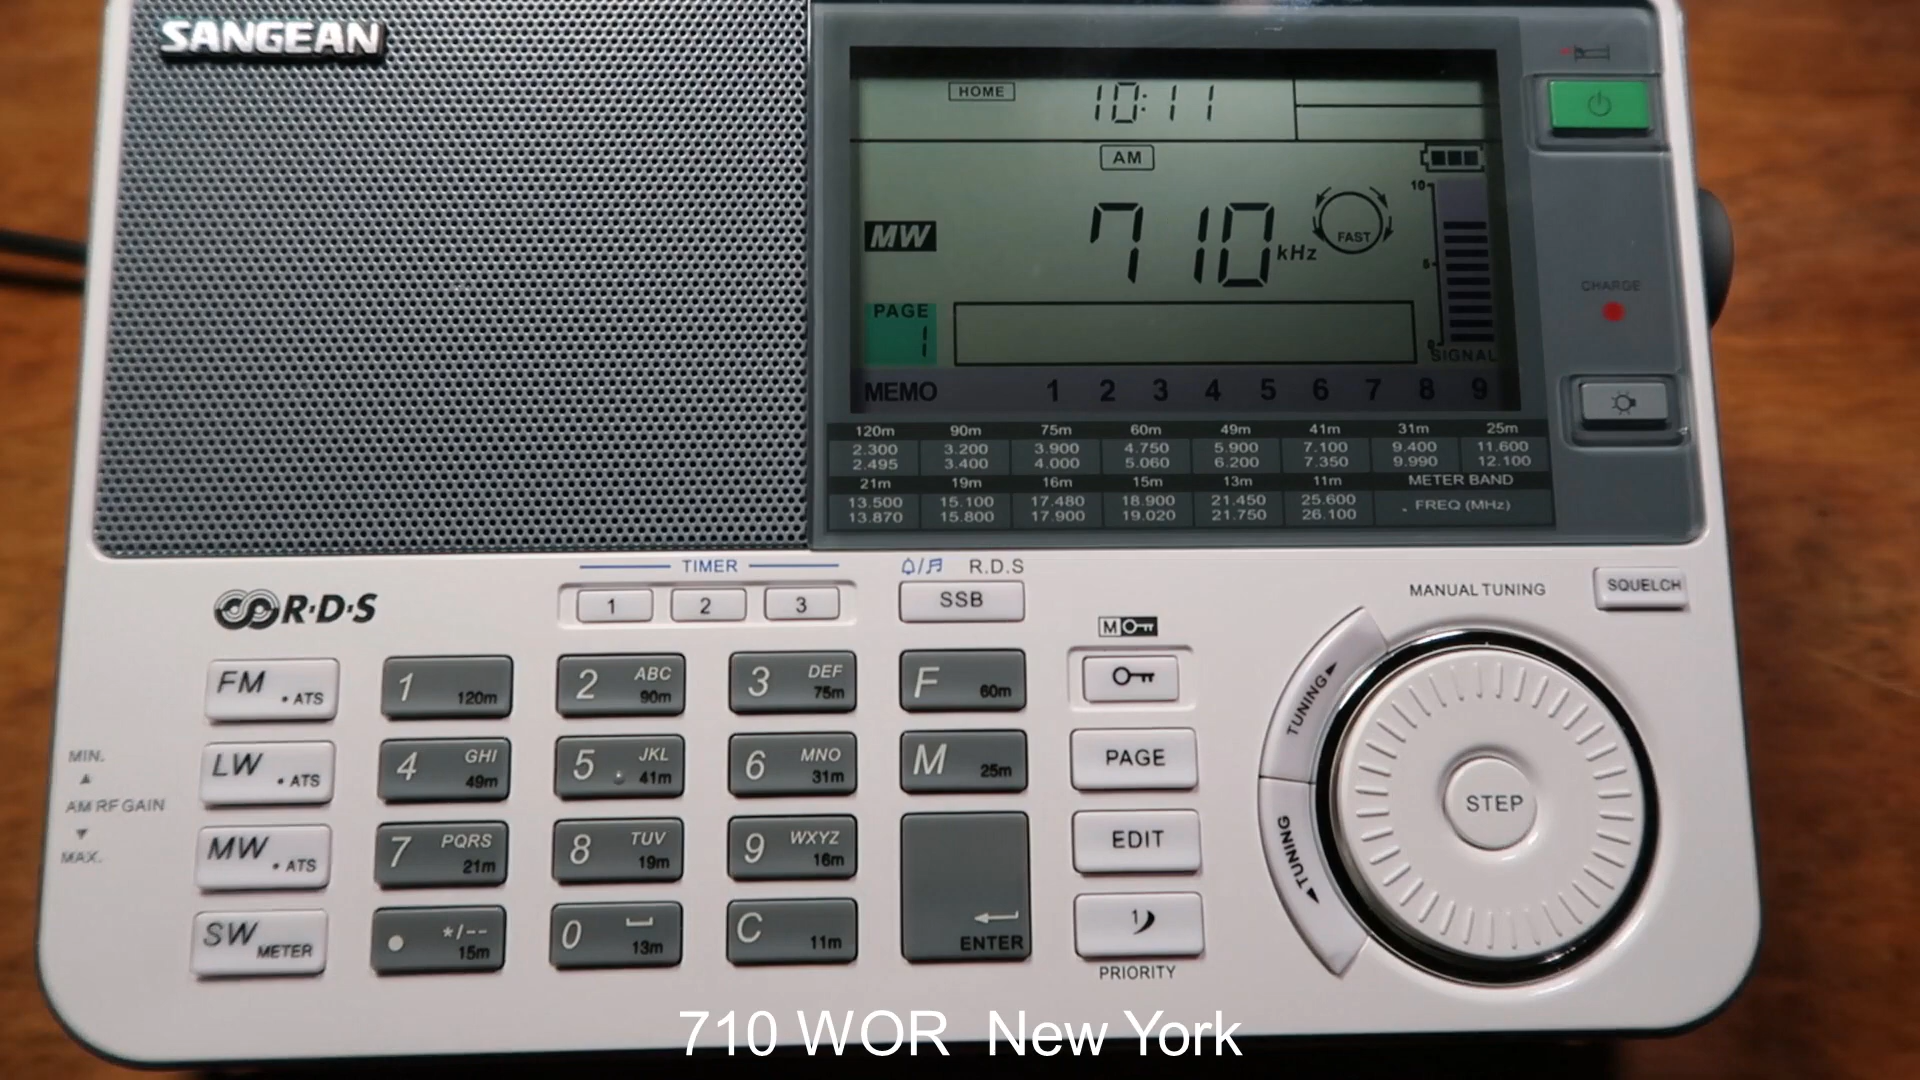 SANGEAN
HOME
10:11
AM
MW
710 kHz
FAST
10
5
0
SIGNAL
PAGE
1
MEMO 1 2 3 4 5 6 7 8 9
CHARGE
120m 90m 75m 60m 49m 41m 31m 25m
2.300 3.200 3.900 4.750 5.900 7.100 9.400 11.600
2.495 3.400 4.000 5.060 6.200 7.350 9.990 12.100
21m 19m 16m 15m 13m 11m METER BAND
13.500 15.100 17.480 18.900 21.450 25.600 FREQ (MHz)
13.870 15.800 17.900 19.020 21.750 26.100
R·D·S
TIMER
1 2 3
R.D.S
SSB
MANUAL TUNING
SQUELCH
M
FM • ATS
1 120m
2 ABC 90m
3 DEF 75m
F 60m
LW • ATS
4 GHI 49m
5 JKL 41m
6 MNO 31m
M 25m
PAGE
MW • ATS
7 PQRS 21m
8 TUV 19m
9 WXYZ 16m
EDIT
SW METER
• */-- 15m
0 13m
C 11m
ENTER
1
PRIORITY
MIN.
▲
AM RF GAIN
▼
MAX.
TUNING ▶
◀ TUNING
STEP
710 WOR New York